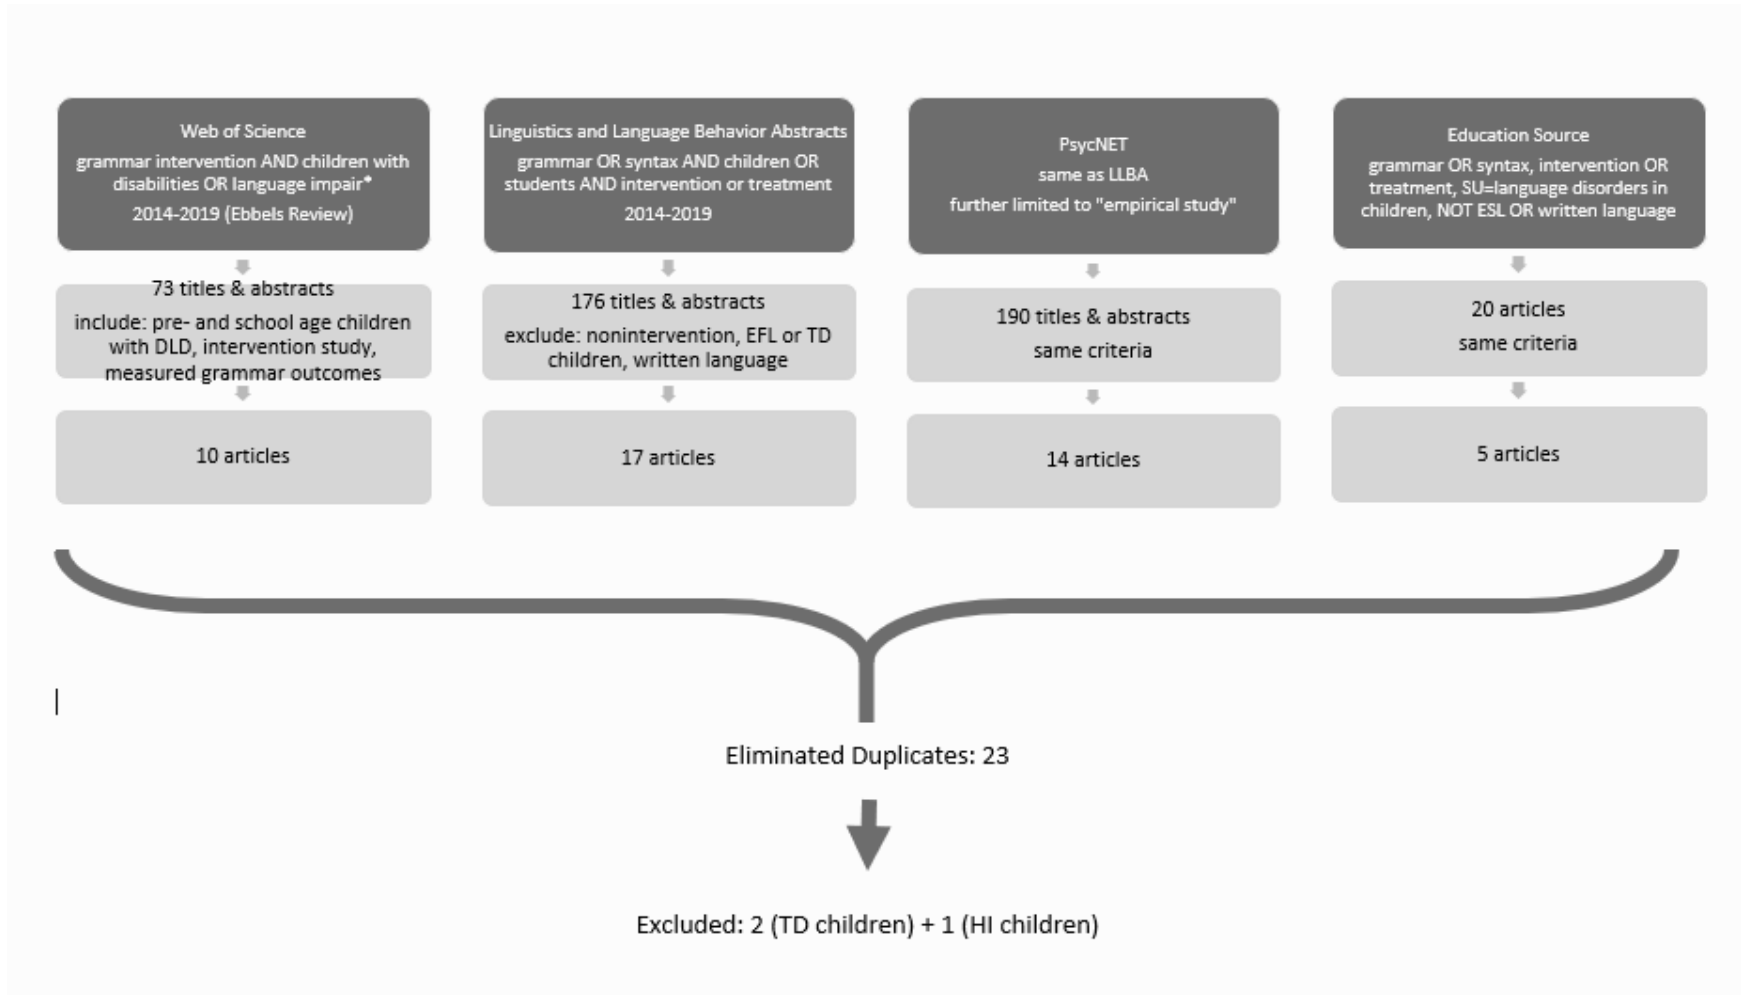 Web of Science
grammar intervention AND children with
disabilities OR language impair*
2014-2019 (Ebbels Review)
73 titles & abstracts
include: pre- and school age children
with DLD, intervention study,
measured grammar outcomes
10 articles
Linguistics and Language Behavior Abstracts
grammar OR syntax AND children OR
students AND intervention or treatment
2014-2019
176 titles & abstracts
exclude: nonintervention, EFL or TD
children, written language
17 articles
PsycNET
same as LLBA
further limited to "empirical study"
190 titles & abstracts
same criteria
14 articles
Education Source
grammar OR syntax, intervention OR
treatment, SU=language disorders in
children, NOT ESL OR written language
20 articles
same criteria
5 articles
Eliminated Duplicates: 23
Excluded: 2 (TD children) + 1 (HI children)